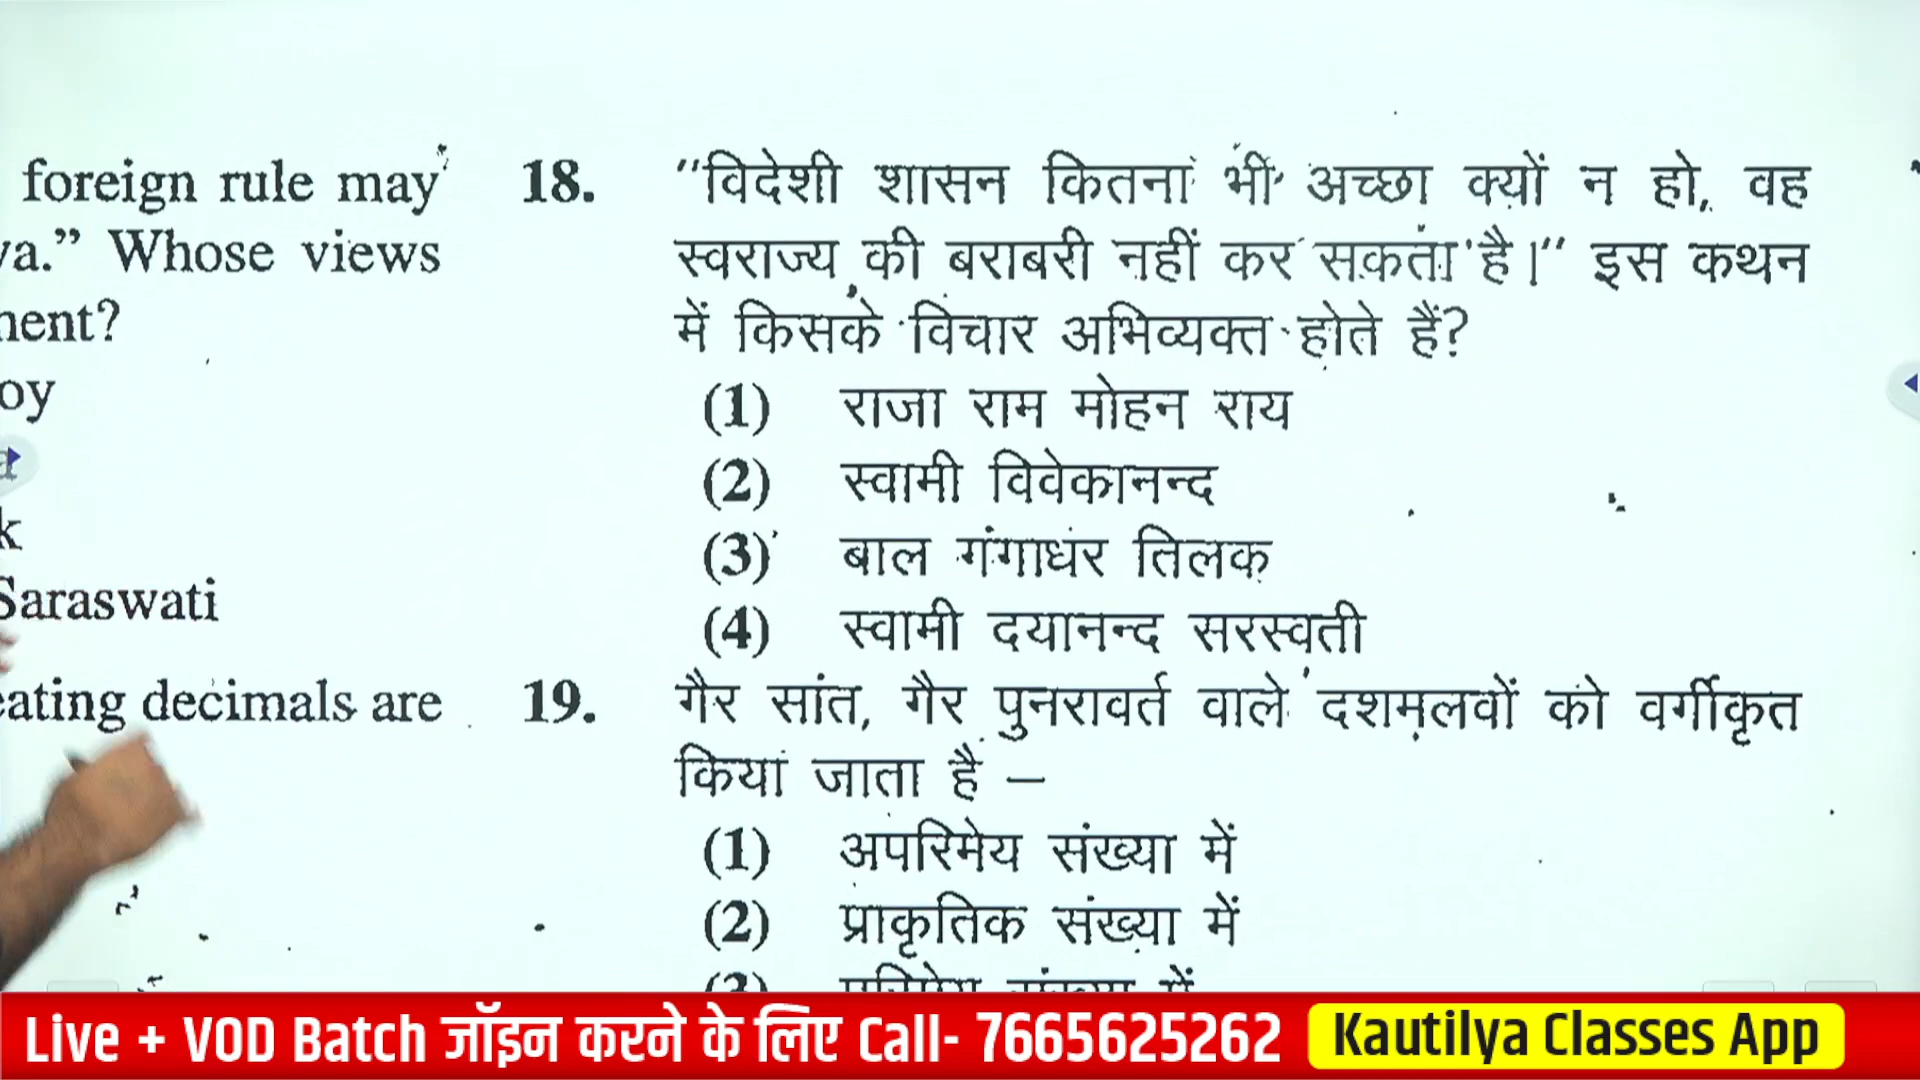 foreign rule may
Whose views
oy
k
Saraswati
decimals are
18. “विदेशी शासन कितना भी अच्छा क्यों न हो, वह
स्वराज्य की बराबरी नहीं कर सकता है।“ इस कथन
में किसके विचार अभिव्यक्त होते हैं?
(1) राजा राम मोहन राय
(2) स्वामी विवेकानन्द
(3) बाल गंगाधर तिलक
(4) स्वामी दयानन्द सरस्वती
19. गैर सांत, गैर पुनरावर्त वाले दशमलवों को वर्गीकृत
किया जाता है –
(1) अपरिमेय संख्या में
(2) प्राकृतिक संख्या में
Live + VOD Batch जॉइन करने के लिए Call- 7665625262 Kautilya Classes App